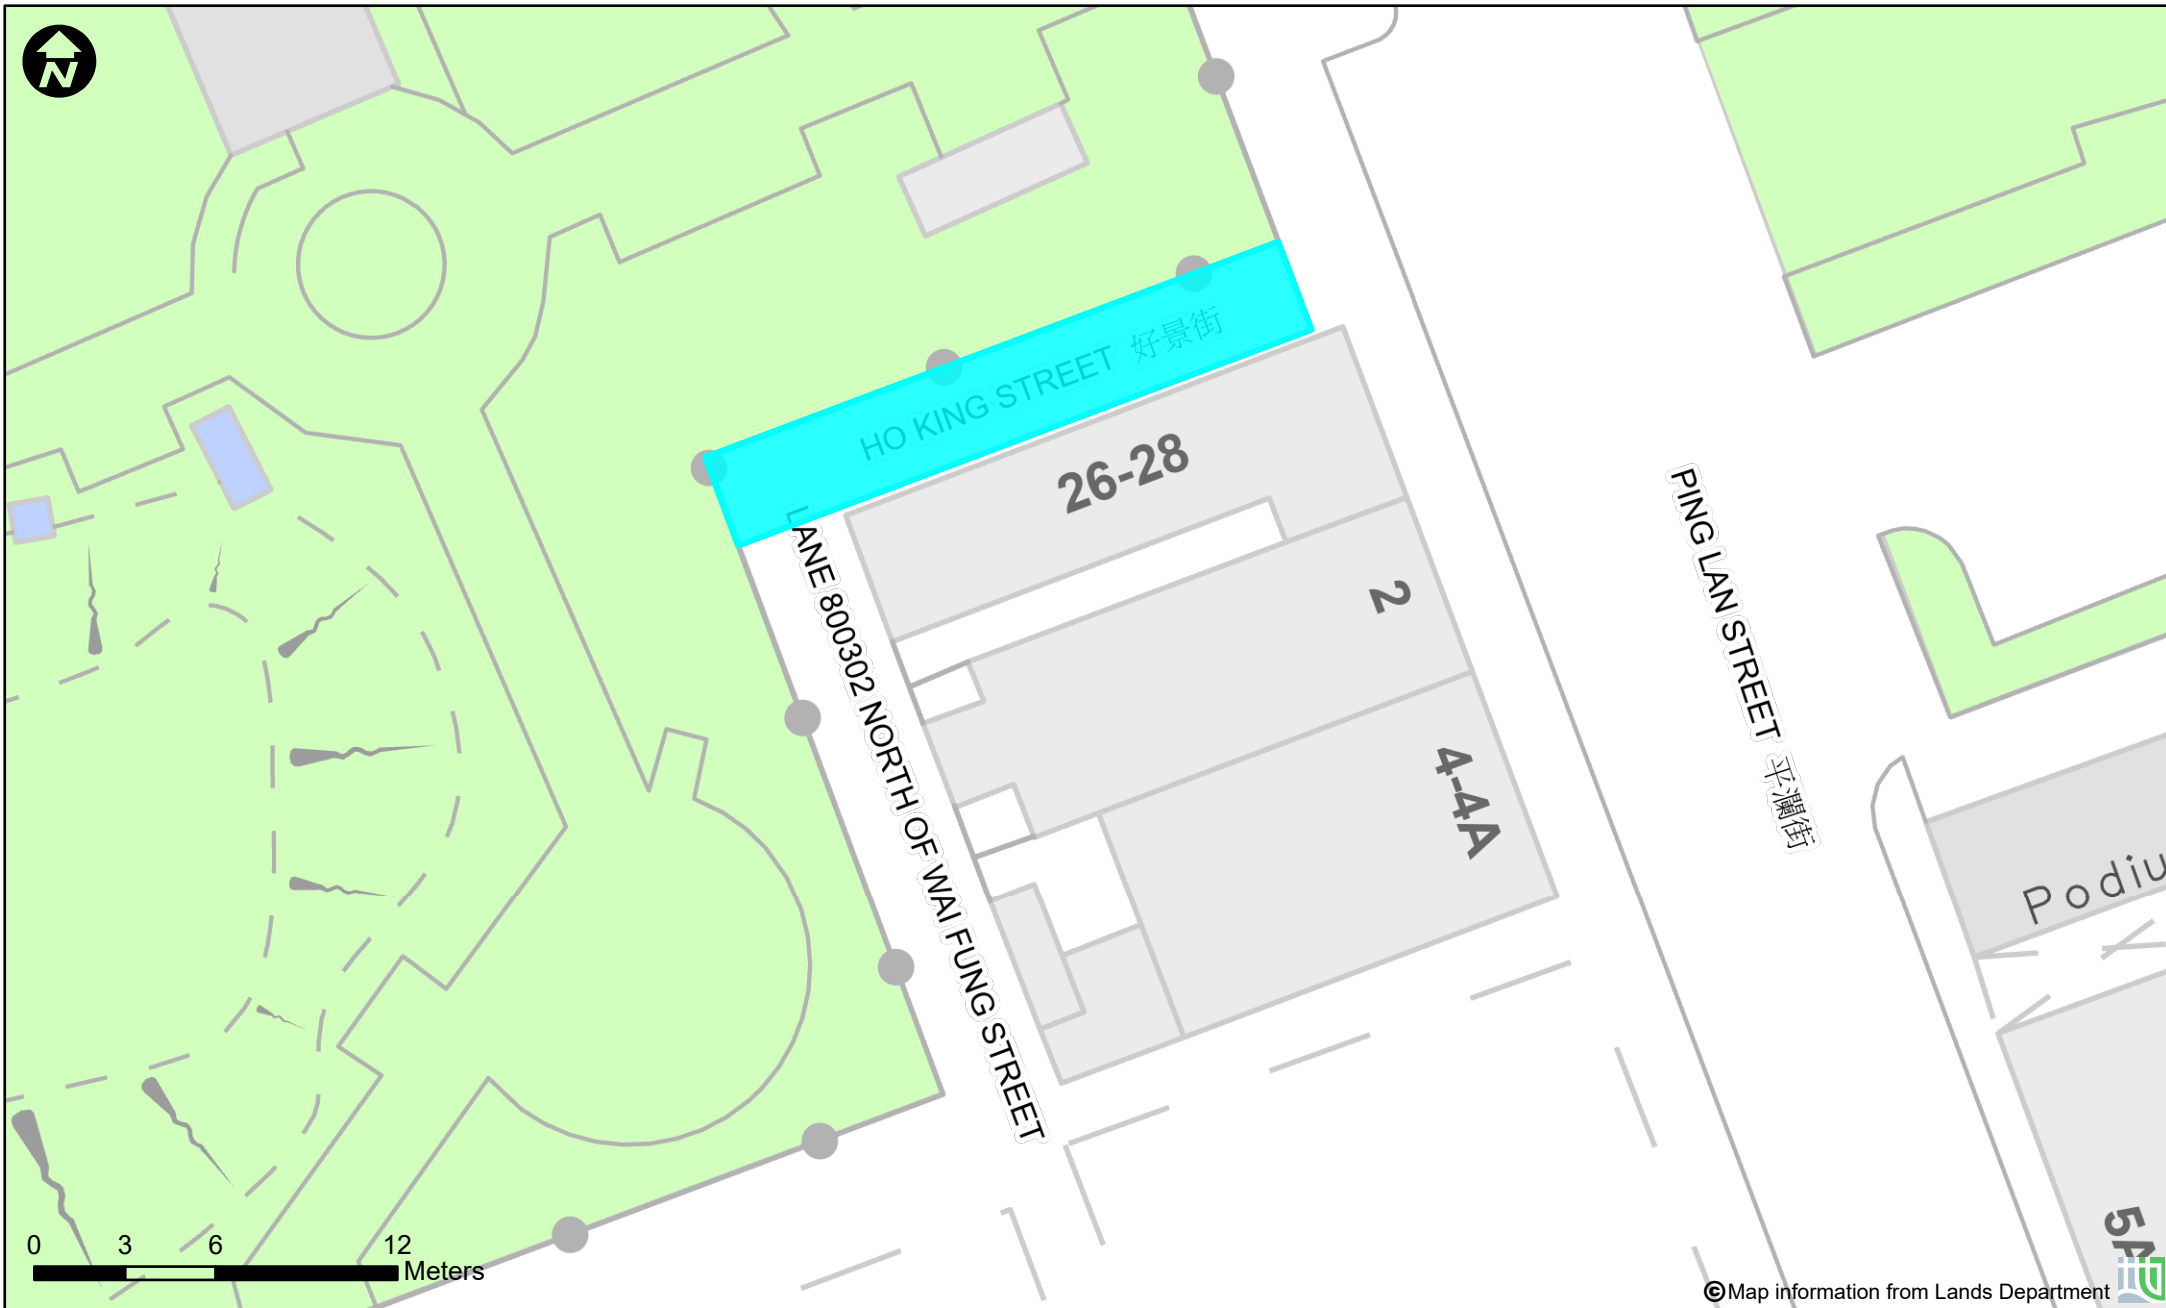 N
HO KING STREET 好景街
26-28
2
4-4A
LANE 800302 NORTH OF WAI FUNG STREET
PING LAN STREET 平瀾街
Podiu
5A
0 3 6 12
Meters
©Map information from Lands Department